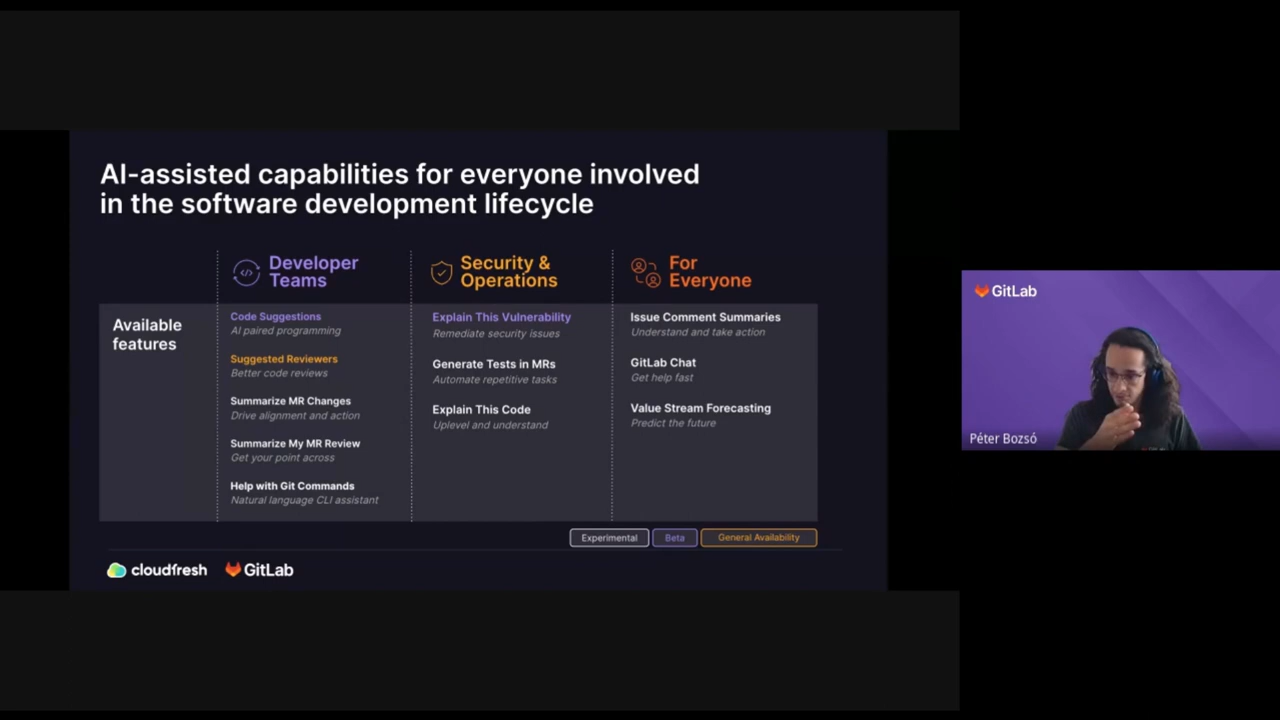 AI-assisted capabilities for everyone involved
in the software development lifecycle
Developer
Teams
Security &
Operations
For
Everyone
Available
features
Code Suggestions
AI paired programming
Suggested Reviewers
Better code reviews
Summarize MR Changes
Drive alignment and action
Summarize My MR Review
Get your point across
Help with Git Commands
Natural language CLI assistant
Explain This Vulnerability
Remediate security issues
Generate Tests in MRs
Automate repetitive tasks
Explain This Code
Uplevel and understand
Issue Comment Summaries
Understand and take action
GitLab Chat
Get help fast
Value Stream Forecasting
Predict the future
Experimental
Beta
General Availability
cloudfresh
GitLab
GitLab
Péter Bozsó